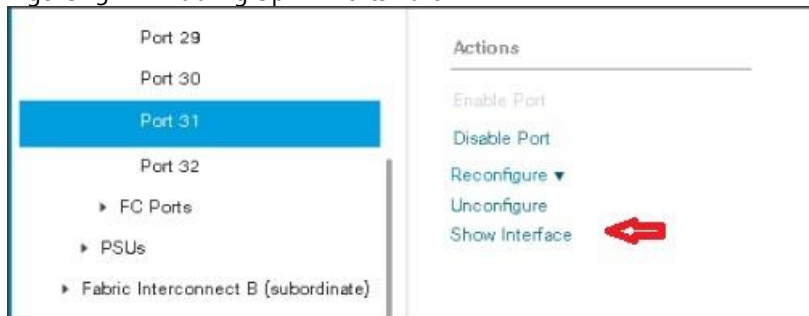 Port 29
Port 30
Port 31
Port 32
FC Ports
PSUs
Fabric Interconnect B (subordinate)
Actions
Enable Port
Disable Port
Reconfigure ▼
Unconfigure
Show Interface